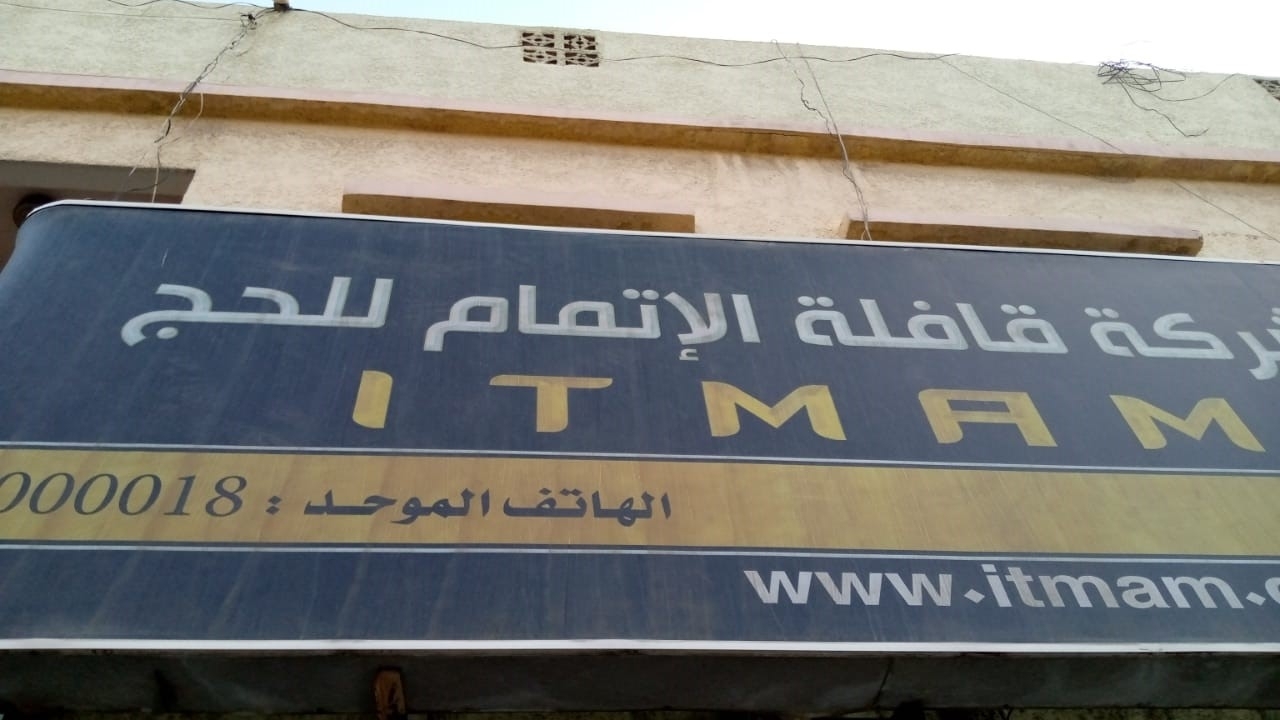 شركة قافلة الإتمام للحج
ITMAM
الهاتف الموحد : 000018
www.itmam.